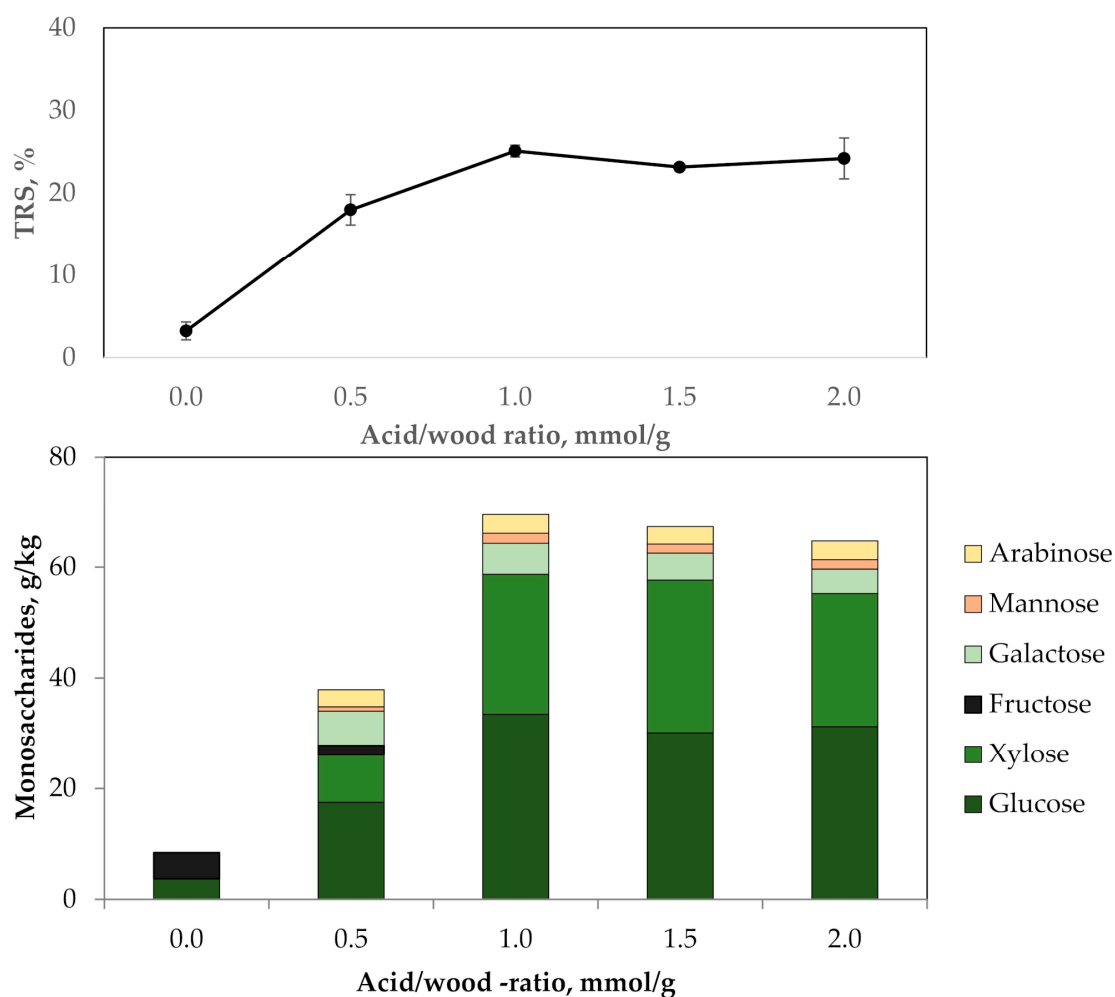 40
30
20
10
0
TRS, %
0.0 0.5 1.0 1.5 2.0
Acid/wood ratio, mmol/g
80
60
40
20
0
Monosaccharides, g/kg
Arabinose
Mannose
Galactose
Fructose
Xylose
Glucose
0.0 0.5 1.0 1.5 2.0
Acid/wood -ratio, mmol/g